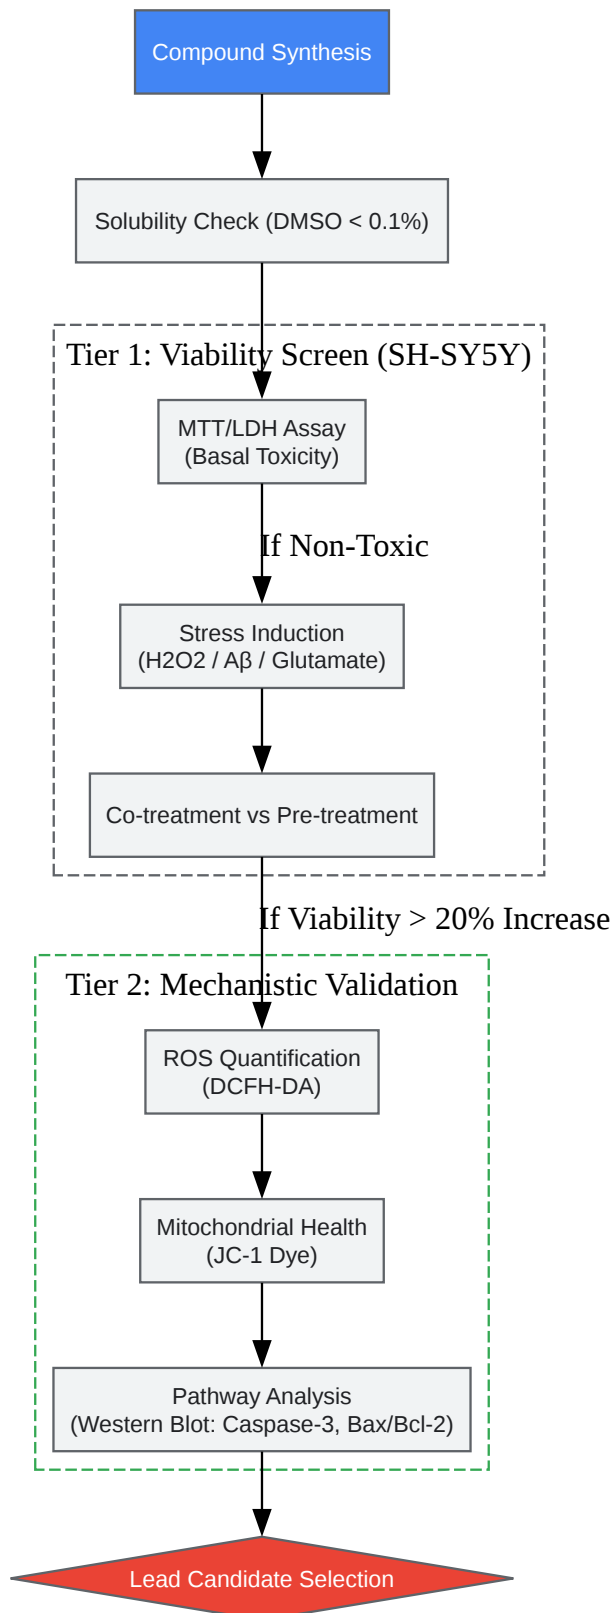 Compound Synthesis
Solubility Check (DMSO < 0.1%)
Tier 1: Viability Screen (SH-SY5Y)
MTT/LDH Assay
(Basal Toxicity)
If Non-Toxic
Stress Induction
(H2O2 / Aβ / Glutamate)
Co-treatment vs Pre-treatment
If Viability > 20% Increase
Tier 2: Mechanistic Validation
ROS Quantification
(DCFH-DA)
Mitochondrial Health
(JC-1 Dye)
Pathway Analysis
(Western Blot: Caspase-3, Bax/Bcl-2)
Lead Candidate Selection